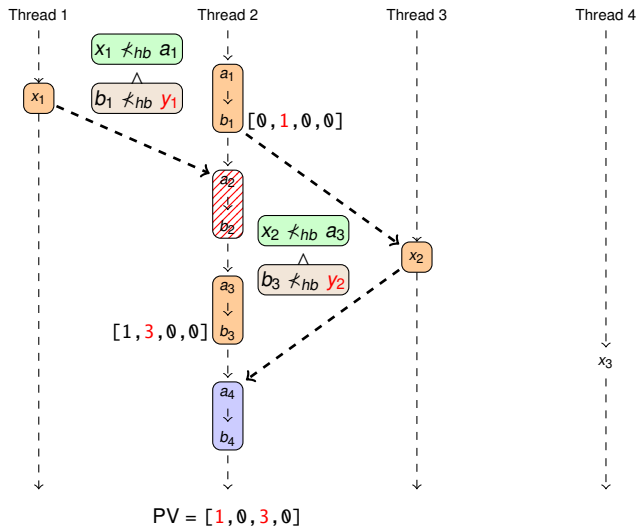 Thread 1 Thread 2 Thread 3 Thread 4
x₁ ⊀hb a₁
∧
b₁ ⊀hb y₁
x₁
a₁
↓
b₁
[0,1,0,0]
a₂
↓
b₂
x₂ ⊀hb a₃
∧
b₃ ⊀hb y₂
x₂
a₃
↓
b₃
[1,3,0,0]
x₃
a₄
↓
b₄
PV = [1,0,3,0]